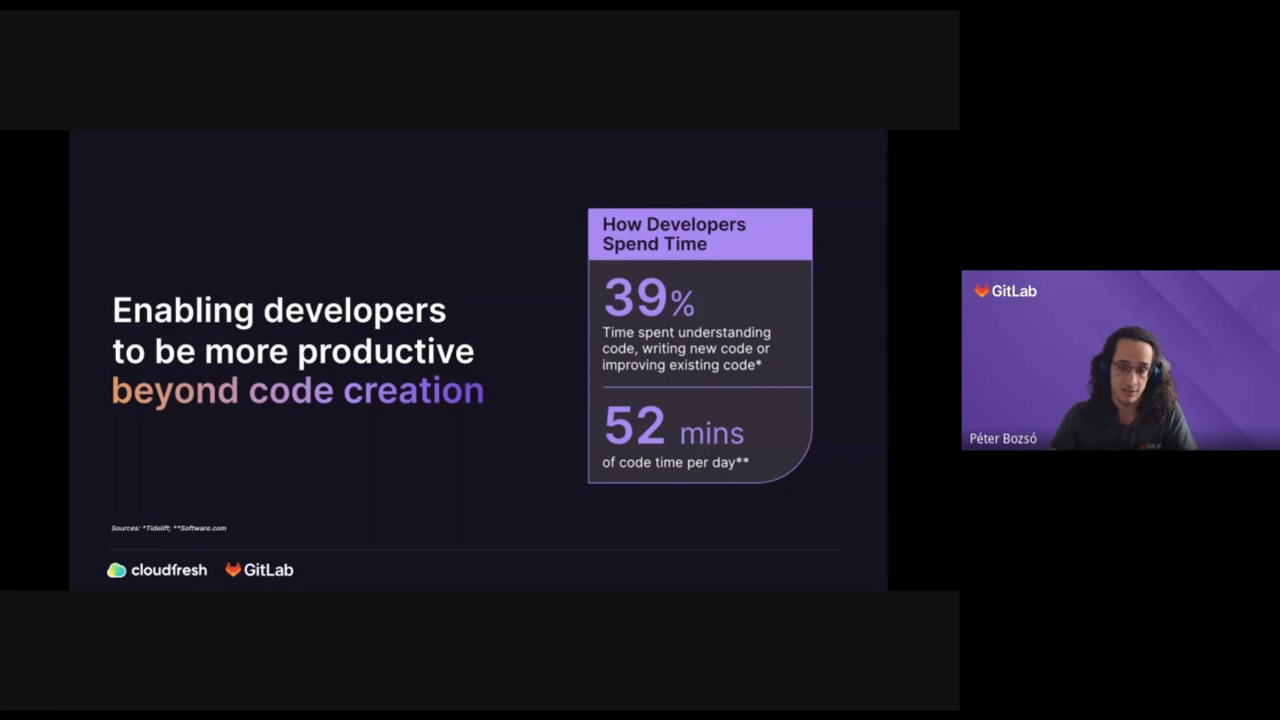 Enabling developers
to be more productive
beyond code creation
How Developers
Spend Time
39%
Time spent understanding
code, writing new code or
improving existing code*
52 mins
of code time per day**
Sources: *Tidelift; **Software.com
cloudfresh GitLab
GitLab
Péter Bozsó